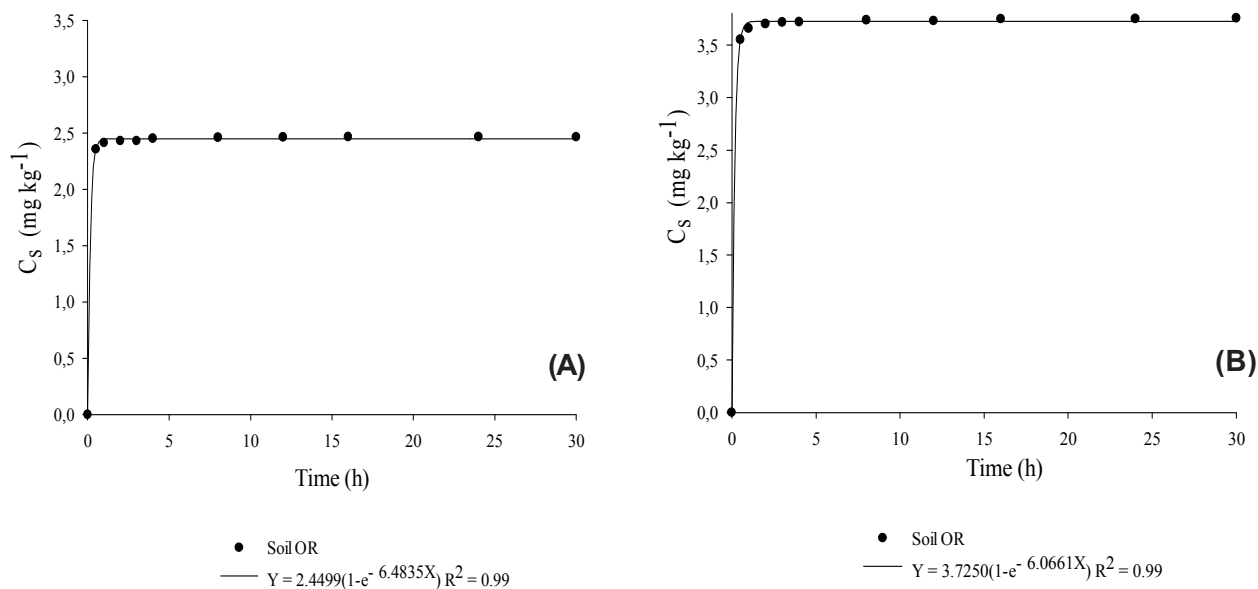 4,0
3,5
3,0
2,5
2,0
1,5
1,0
0,5
0,0
C_S (mg kg^-1)
(A)
0 5 10 15 20 25 30
Time (h)
● Soil OR
Y = 2.4499(1-e^- 6.4835X) R^2 = 0.99
3,5
3,0
2,5
2,0
1,5
1,0
0,5
0,0
C_S (mg kg^-1)
(B)
0 5 10 15 20 25 30
Time (h)
● Soil OR
Y = 3.7250(1-e^- 6.0661X) R^2 = 0.99